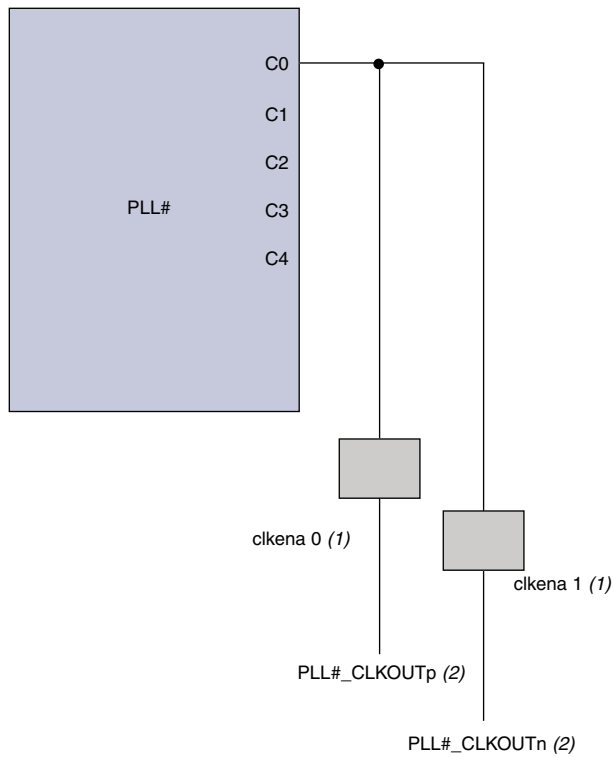 C0
C1
C2
PLL#
C3
C4
clkena 0 (1)
clkena 1 (1)
PLL#_CLKOUTp (2)
PLL#_CLKOUTn (2)